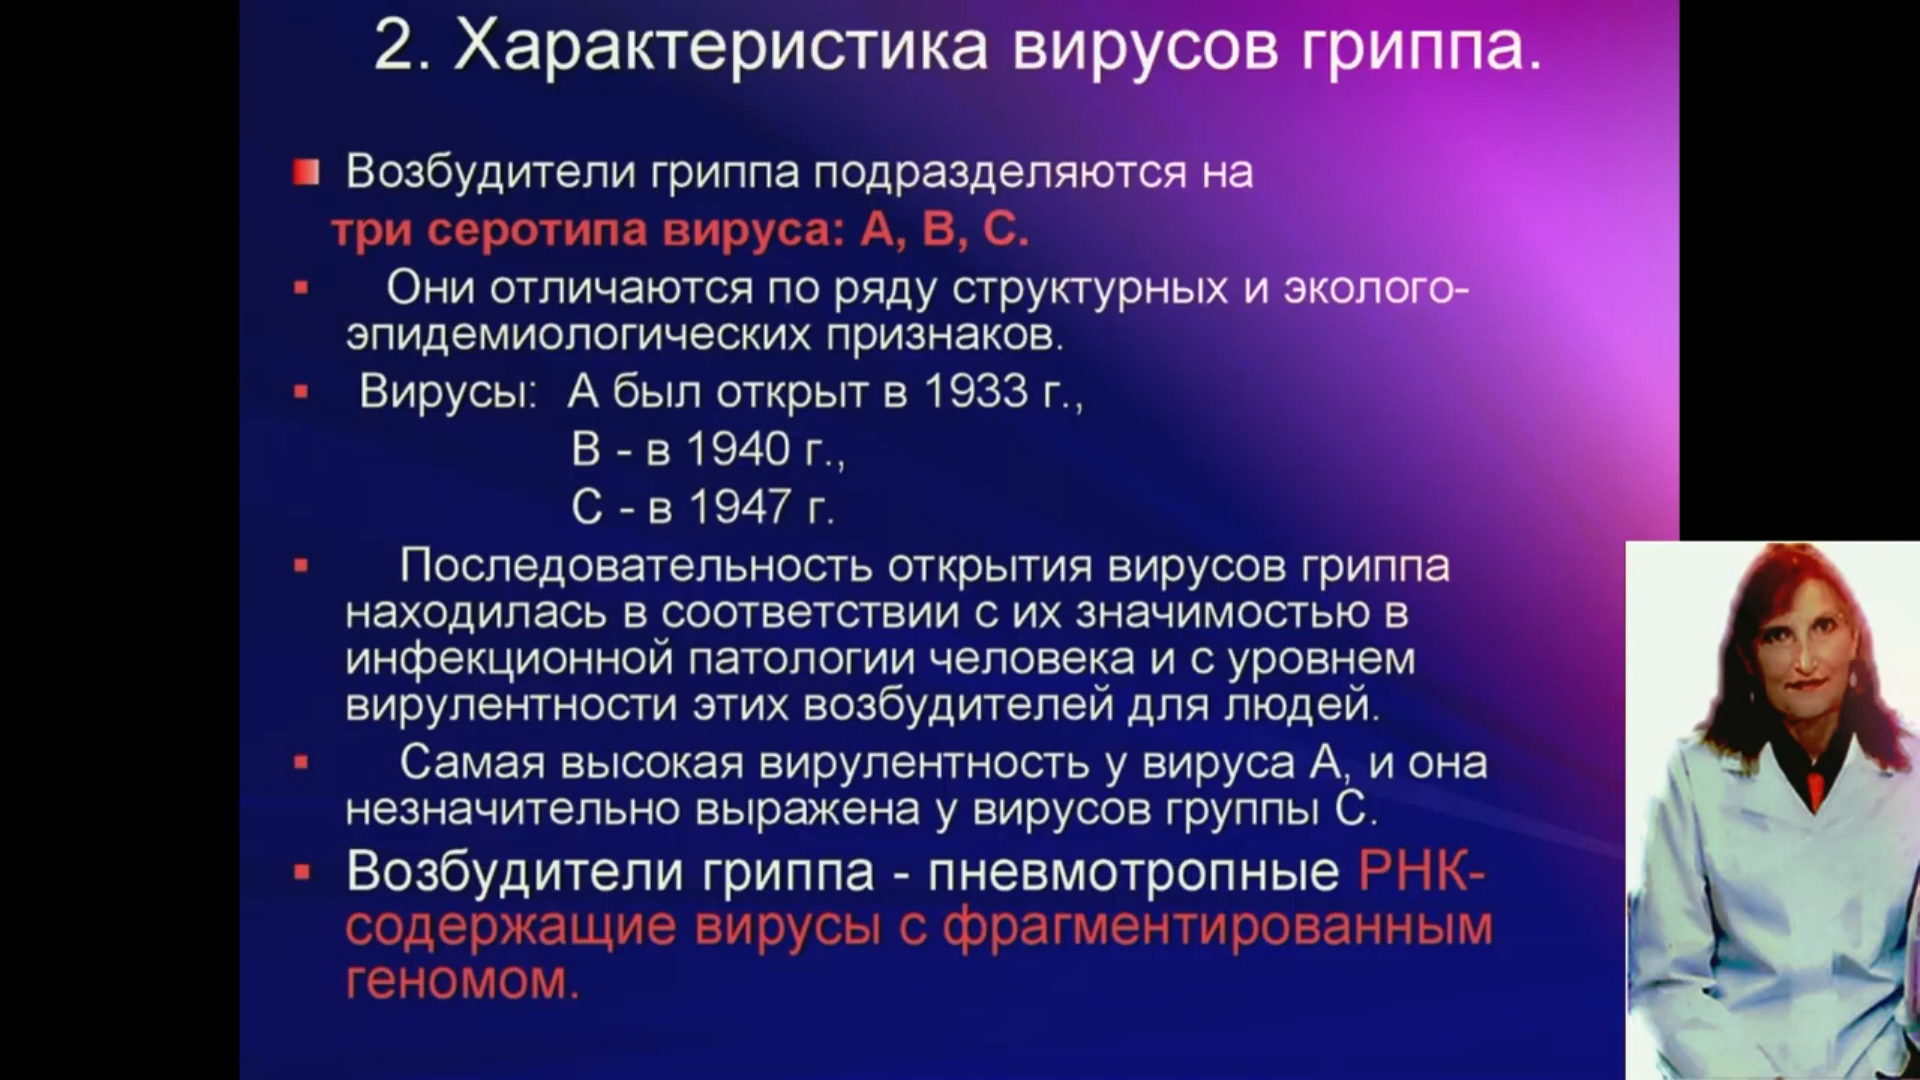 2. Характеристика вирусов гриппа.
Возбудители гриппа подразделяются на
три серотипа вируса: А, В, С.
Они отличаются по ряду структурных и эколого-
эпидемиологических признаков.
Вирусы: А был открыт в 1933 г.,
В - в 1940 г.,
С - в 1947 г.
Последовательность открытия вирусов гриппа
находилась в соответствии с их значимостью в
инфекционной патологии человека и с уровнем
вирулентности этих возбудителей для людей.
Самая высокая вирулентность у вируса А, и она
незначительно выражена у вирусов группы С.
Возбудители гриппа - пневмотропные РНК-
содержащие вирусы с фрагментированным
геномом.